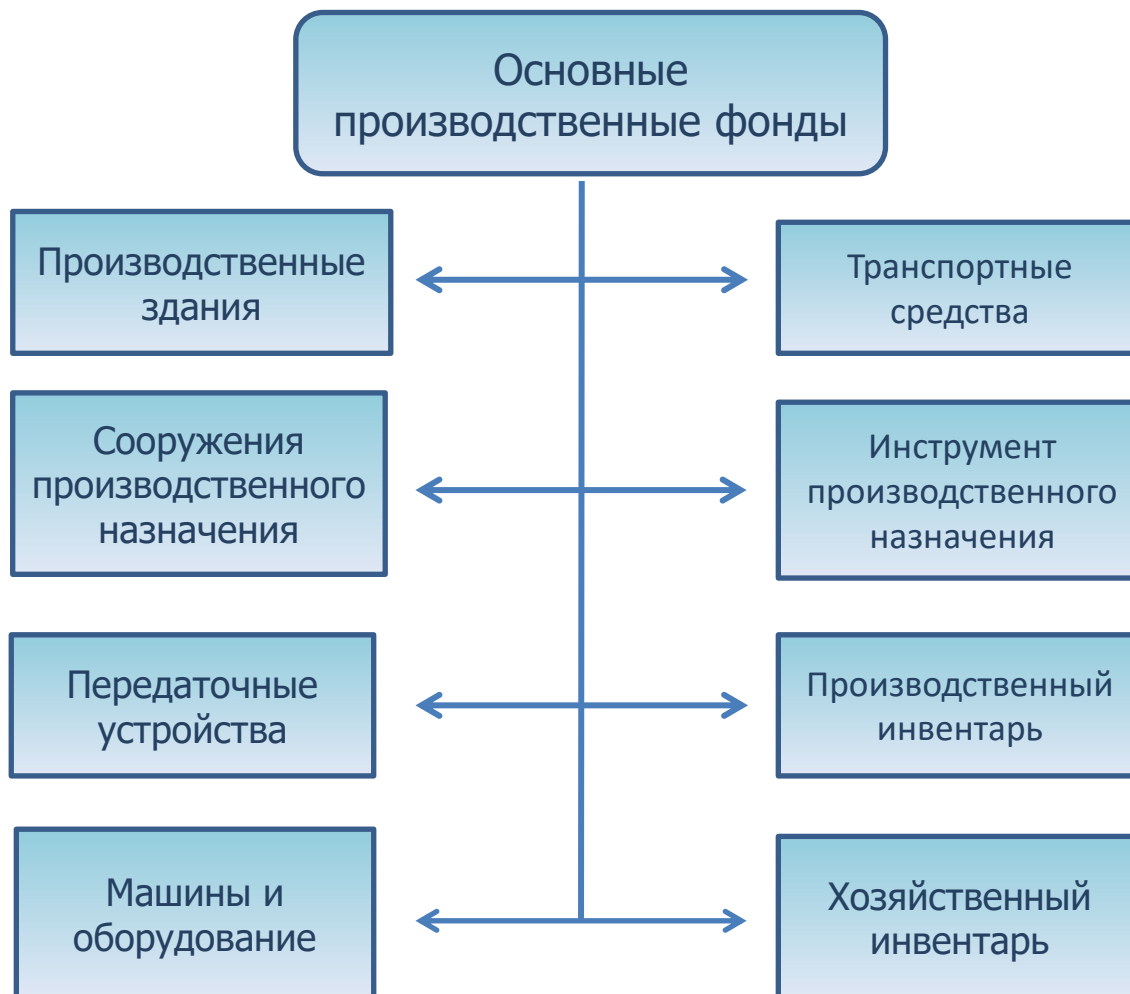 Основные
производственные фонды
Производственные
здания
Транспортные
средства
Сооружения
производственного
назначения
Инструмент
производственного
назначения
Передаточные
устройства
Производственный
инвентарь
Машины и
оборудование
Хозяйственный
инвентарь